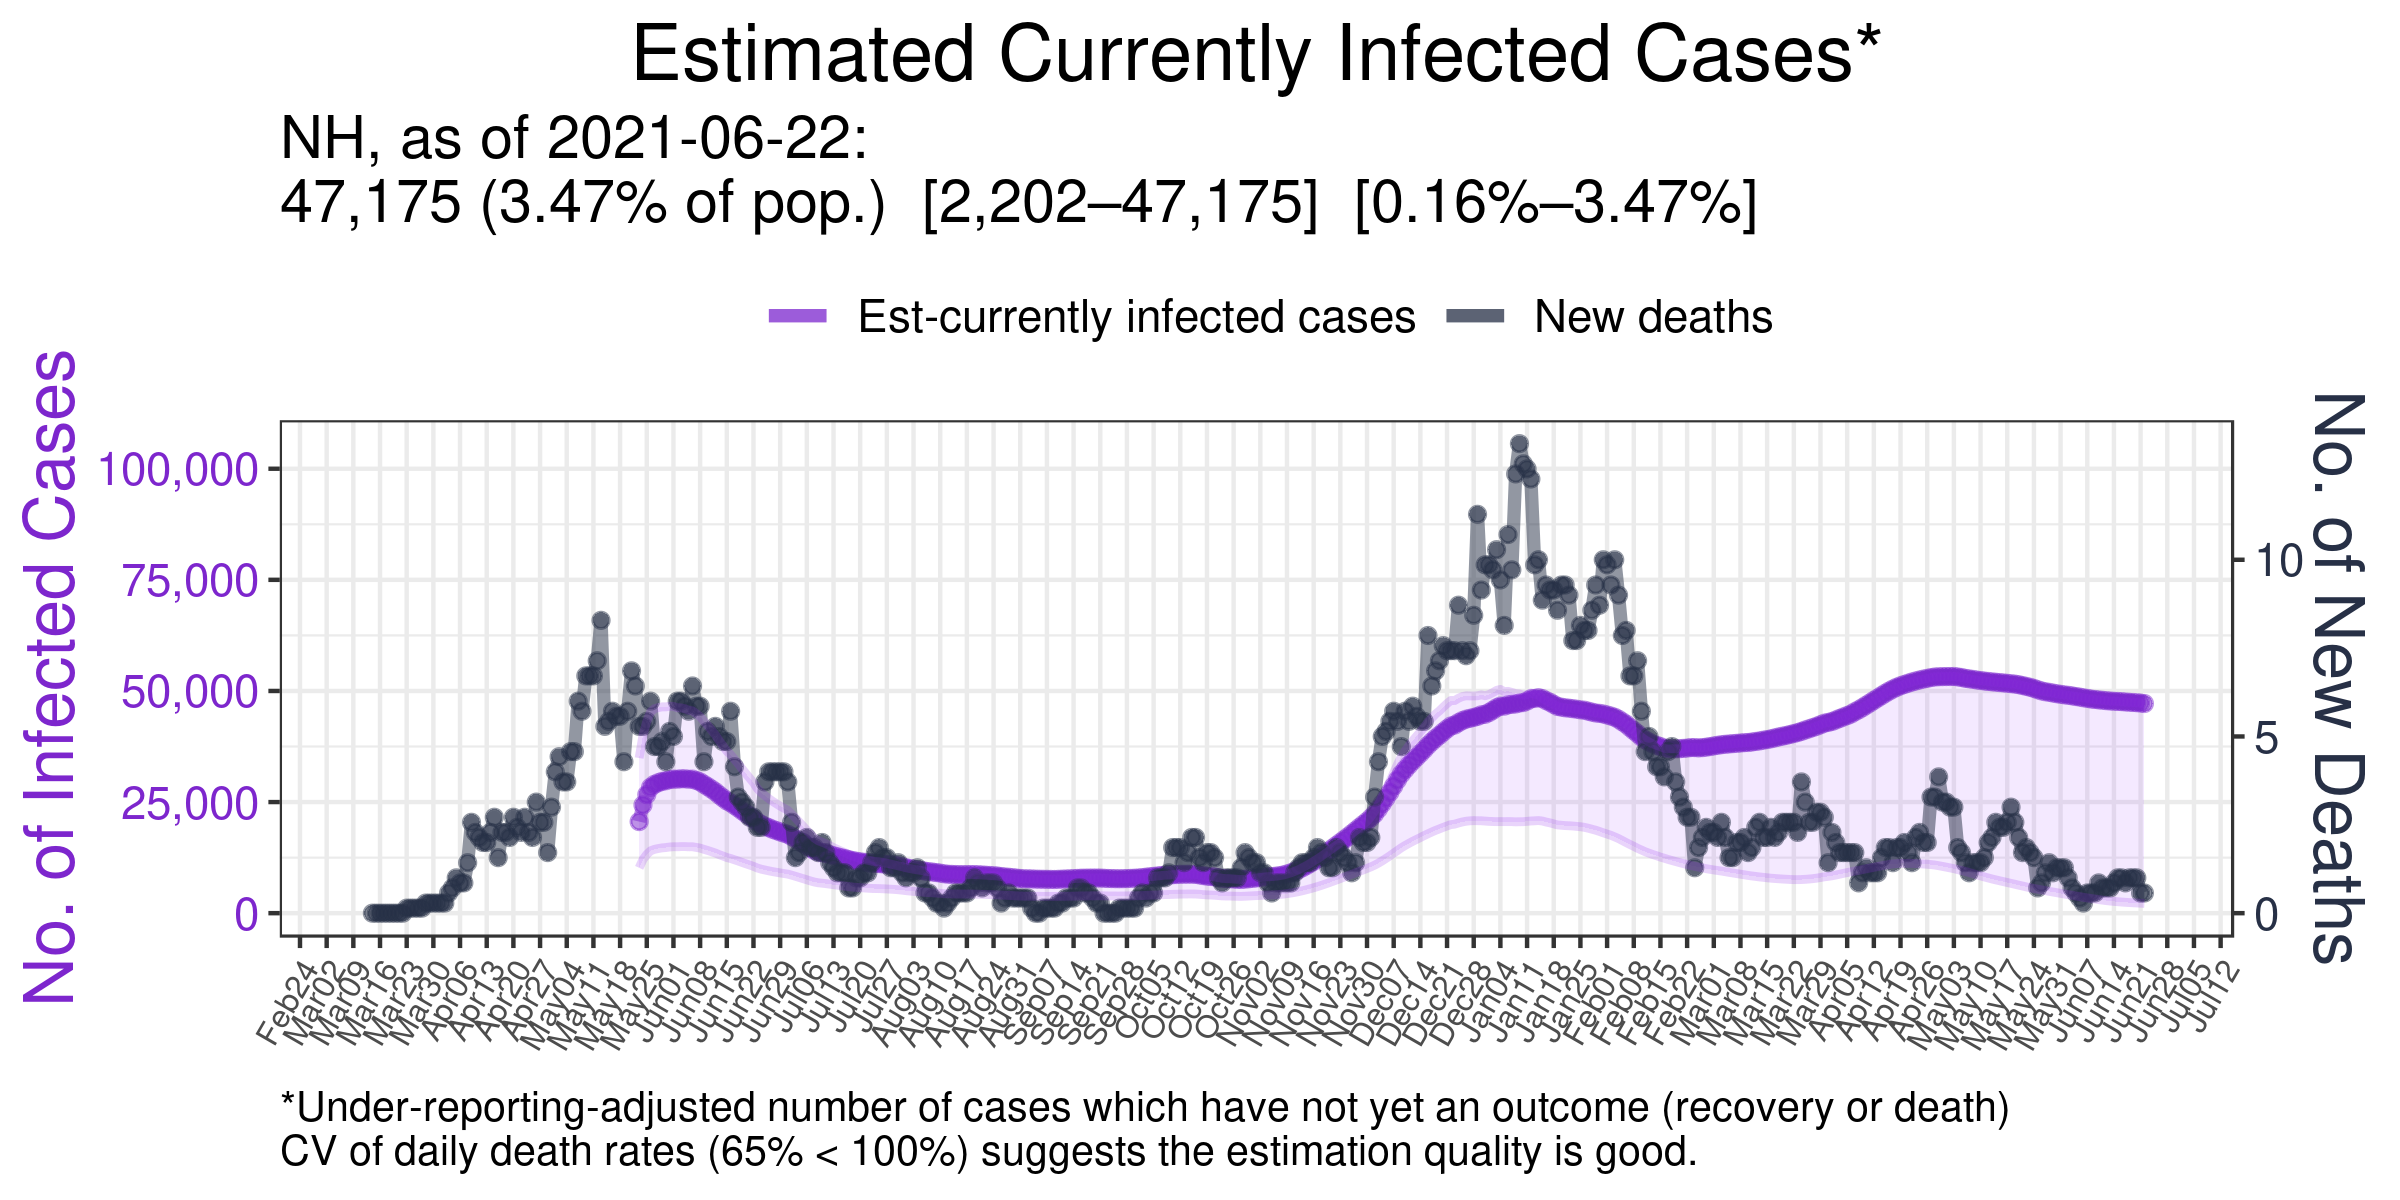 Estimated Currently Infected Cases*
NH, as of 2021-06-22:
47,175 (3.47% of pop.)  [2,202–47,175]  [0.16%–3.47%]
Est-currently infected cases
New deaths
No. of Infected Cases
100,000
75,000
50,000
25,000
0
10
5
0
No. of New Deaths
Feb24
Mar02
Mar09
Mar16
Mar23
Mar30
Apr06
Apr13
Apr20
Apr27
May04
May11
May18
May25
Jun01
Jun08
Jun15
Jun22
Jun29
Jul06
Jul13
Jul20
Jul27
Aug03
Aug10
Aug17
Aug24
Aug31
Sep07
Sep14
Sep21
Sep28
Oct05
Oct12
Oct19
Oct26
Nov02
Nov09
Nov16
Nov23
Nov30
Dec07
Dec14
Dec21
Dec28
Jan04
Jan11
Jan18
Jan25
Feb01
Feb08
Feb15
Feb22
Mar01
Mar08
Mar15
Mar22
Mar29
Apr05
Apr12
Apr19
Apr26
May03
May10
May17
May24
May31
Jun07
Jun14
Jun21
Jun28
Jul05
Jul12
*Under-reporting-adjusted number of cases which have not yet an outcome (recovery or death)
CV of daily death rates (65% < 100%) suggests the estimation quality is good.